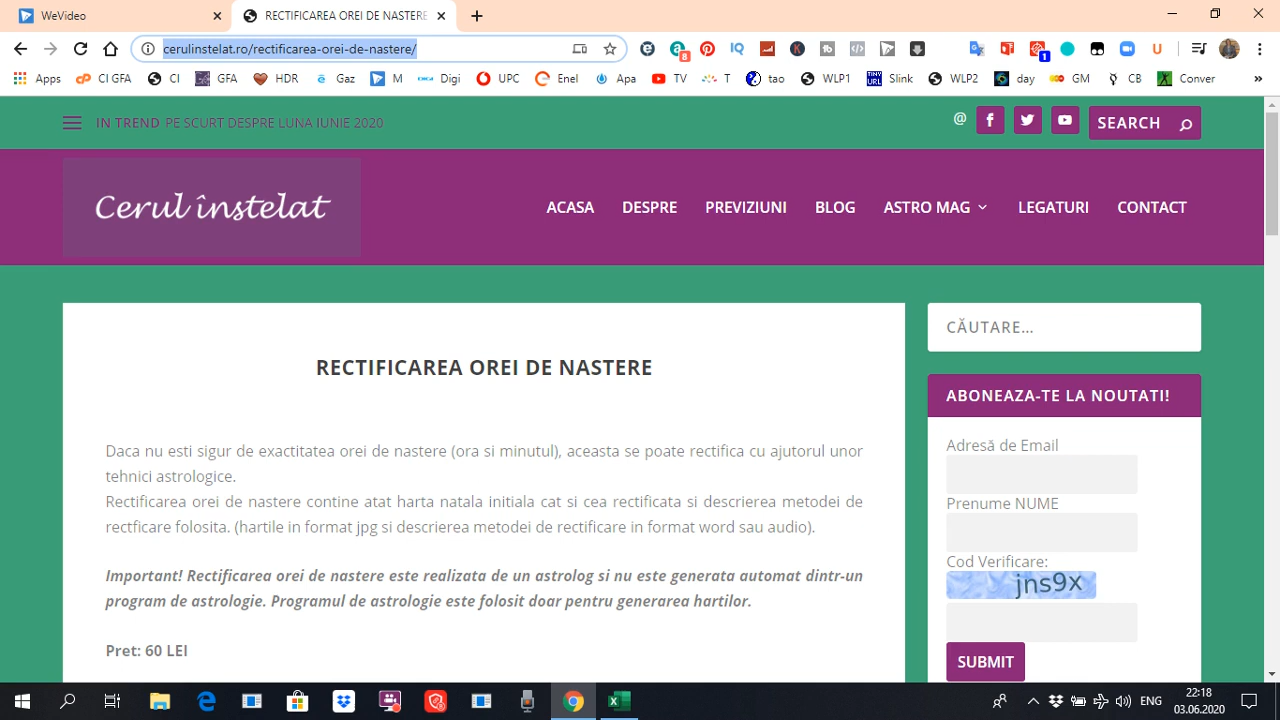 WeVideo
RECTIFICAREA OREI DE NASTERE
cerulinstelat.ro/rectificarea-orei-de-nastere/
8
IQ
K
1
U
Apps
CI GFA
CI
GFA
HDR
Gaz
M
Digi
UPC
Enel
Apa
TV
T
tao
WLP1
Slink
WLP2
day
GM
CB
Conver
IN TREND PE SCURT DESPRE LUNA IUNIE 2020
@
SEARCH
Cerul înstelat
ACASA
DESPRE
PREVIZIUNI
BLOG
ASTRO MAG
LEGATURI
CONTACT
RECTIFICAREA OREI DE NASTERE
Daca nu esti sigur de exactitatea orei de nastere (ora si minutul), aceasta se poate rectifica cu ajutorul unor
tehnici astrologice.
Rectificarea orei de nastere contine atat harta natala initiala cat si cea rectificata si descrierea metodei de
rectficare folosita. (hartile in format jpg si descrierea metodei de rectificare in format word sau audio).
Important! Rectificarea orei de nastere este realizata de un astrolog si nu este generata automat dintr-un
program de astrologie. Programul de astrologie este folosit doar pentru generarea hartilor.
Pret: 60 LEI
CĂUTARE...
ABONEAZA-TE LA NOUTATI!
Adresă de Email
Prenume NUME
Cod Verificare:
jns9x
SUBMIT
ENG
22:18
03.06.2020